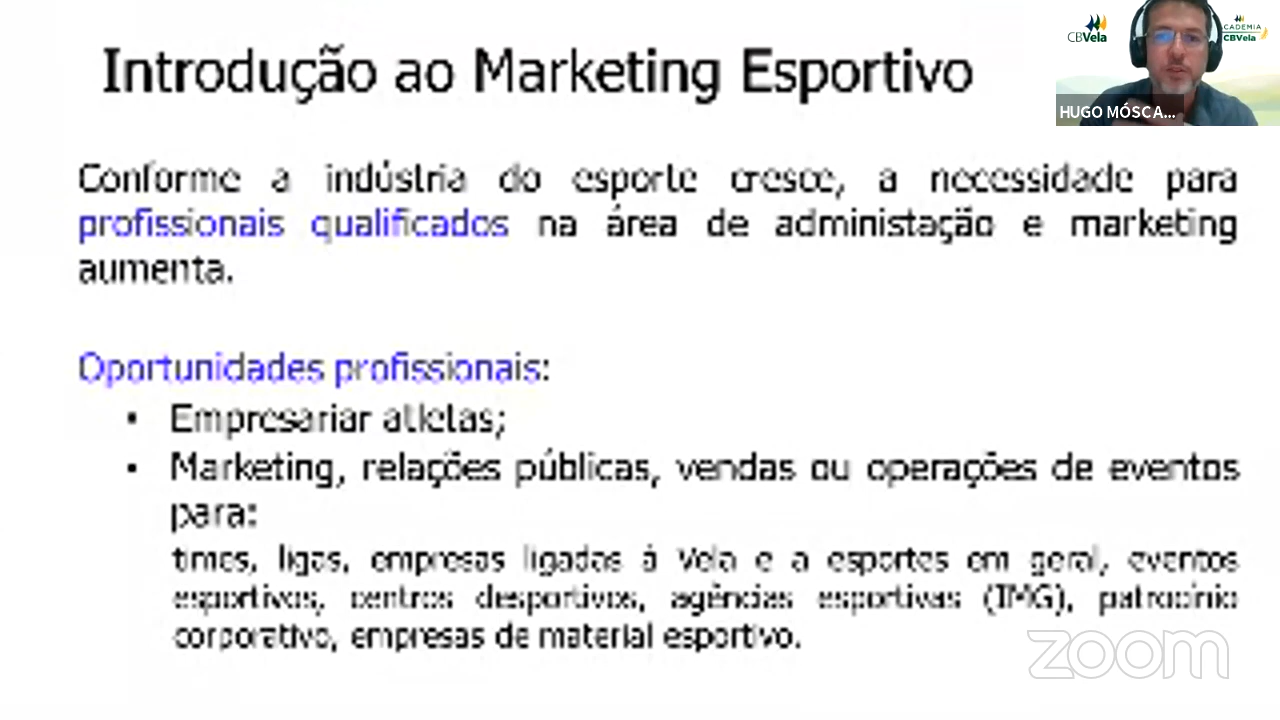 Introdução ao Marketing Esportivo
CBVela
CADEMIA
CBVela
HUGO MÓSCA...
Conforme a indústria do esporte cresce, a necessidade para
profissionais qualificados na área de administação e marketing
aumenta.
Oportunidades profissionais:
• Empresariar atletas;
• Marketing, relações públicas, vendas ou operações de eventos
para:
times, ligas, empresas ligadas à Vela e a esportes em geral, eventos
esportivos, centros desportivos, agências esportivas (IMG), patrocínio
corporativo, empresas de material esportivo.
zoom